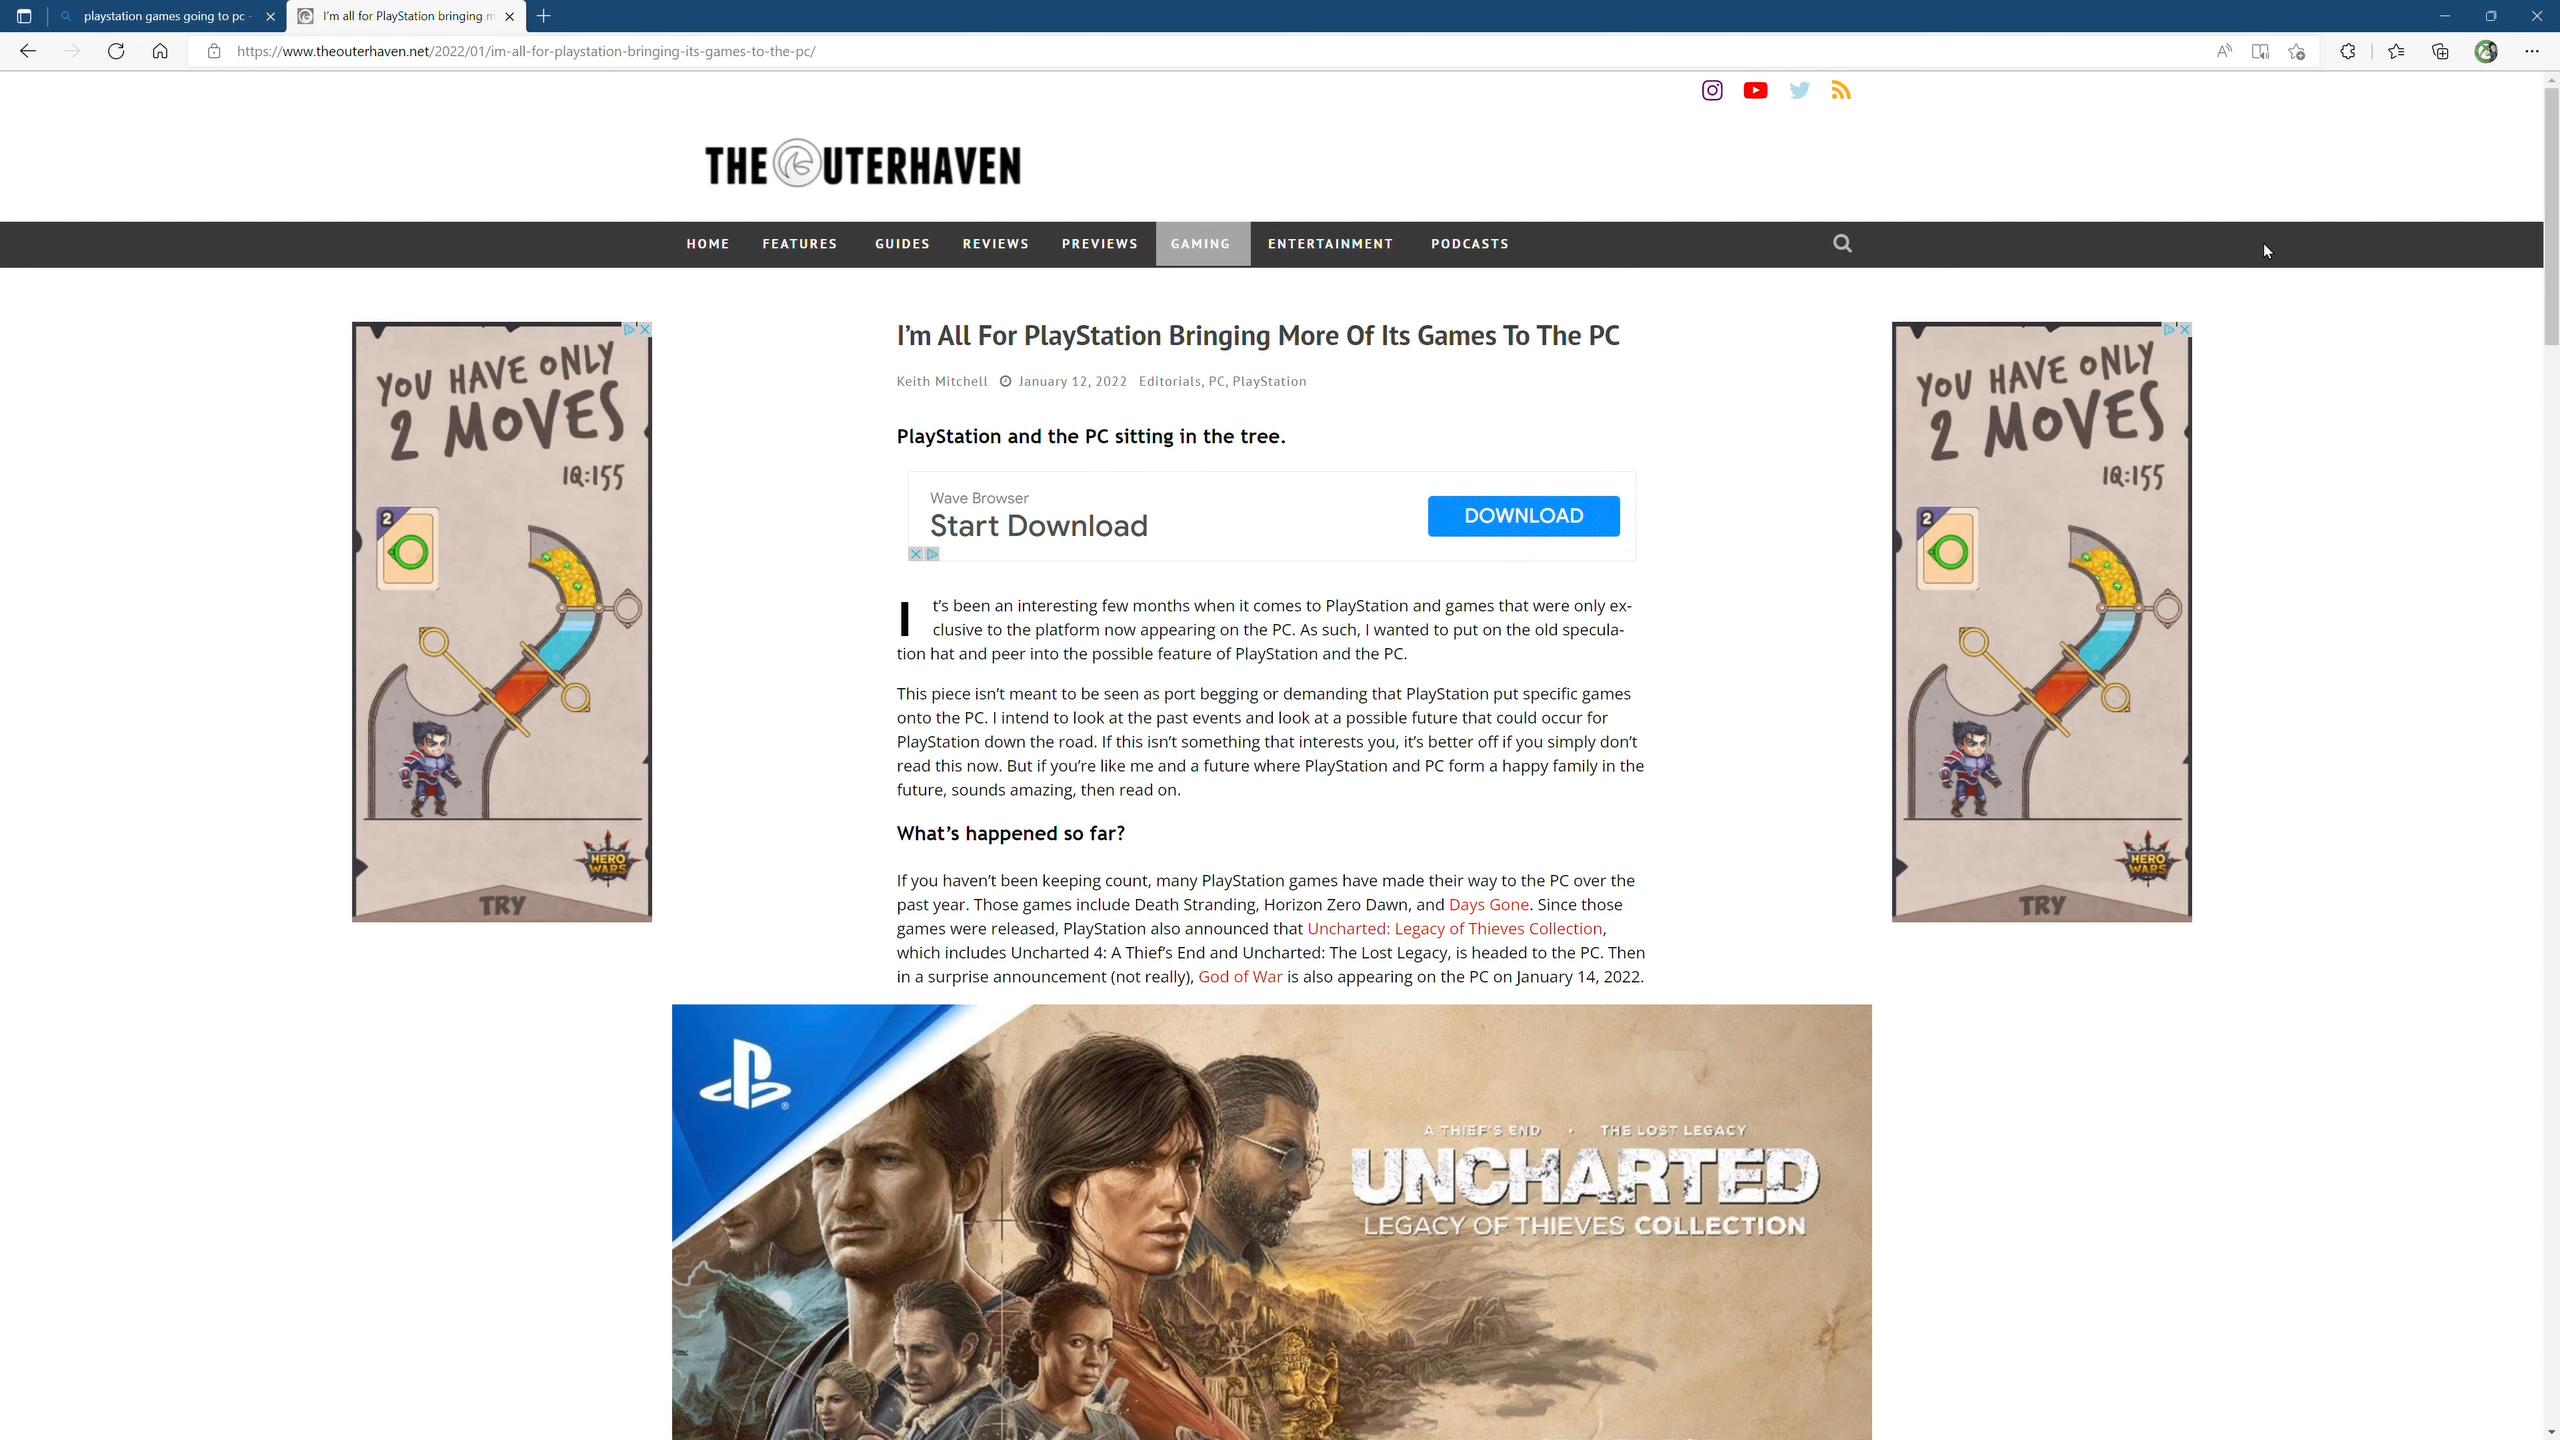 playstation games going to pc -
I'm all for PlayStation bringing m
https://www.theouterhaven.net/2022/01/im-all-for-playstation-bringing-its-games-to-the-pc/
THE OUTERHAVEN
HOME FEATURES GUIDES REVIEWS PREVIEWS GAMING ENTERTAINMENT PODCASTS
YOU HAVE ONLY
2 MOVES
IQ:155
2
HERO
WARS
TRY
I'm All For PlayStation Bringing More Of Its Games To The PC
Keith Mitchell January 12, 2022 Editorials, PC, PlayStation
PlayStation and the PC sitting in the tree.
Wave Browser
Start Download
DOWNLOAD
It's been an interesting few months when it comes to PlayStation and games that were only ex-
clusive to the platform now appearing on the PC. As such, I wanted to put on the old specula-
tion hat and peer into the possible feature of PlayStation and the PC.
This piece isn't meant to be seen as port begging or demanding that PlayStation put specific games
onto the PC. I intend to look at the past events and look at a possible future that could occur for
PlayStation down the road. If this isn't something that interests you, it's better off if you simply don't
read this now. But if you're like me and a future where PlayStation and PC form a happy family in the
future, sounds amazing, then read on.
What's happened so far?
If you haven't been keeping count, many PlayStation games have made their way to the PC over the
past year. Those games include Death Stranding, Horizon Zero Dawn, and Days Gone. Since those
games were released, PlayStation also announced that Uncharted: Legacy of Thieves Collection,
which includes Uncharted 4: A Thief's End and Uncharted: The Lost Legacy, is headed to the PC. Then
in a surprise announcement (not really), God of War is also appearing on the PC on January 14, 2022.
A THIEF'S END • THE LOST LEGACY
UNCHARTED
LEGACY OF THIEVES COLLECTION
YOU HAVE ONLY
2 MOVES
IQ:155
2
HERO
WARS
TRY